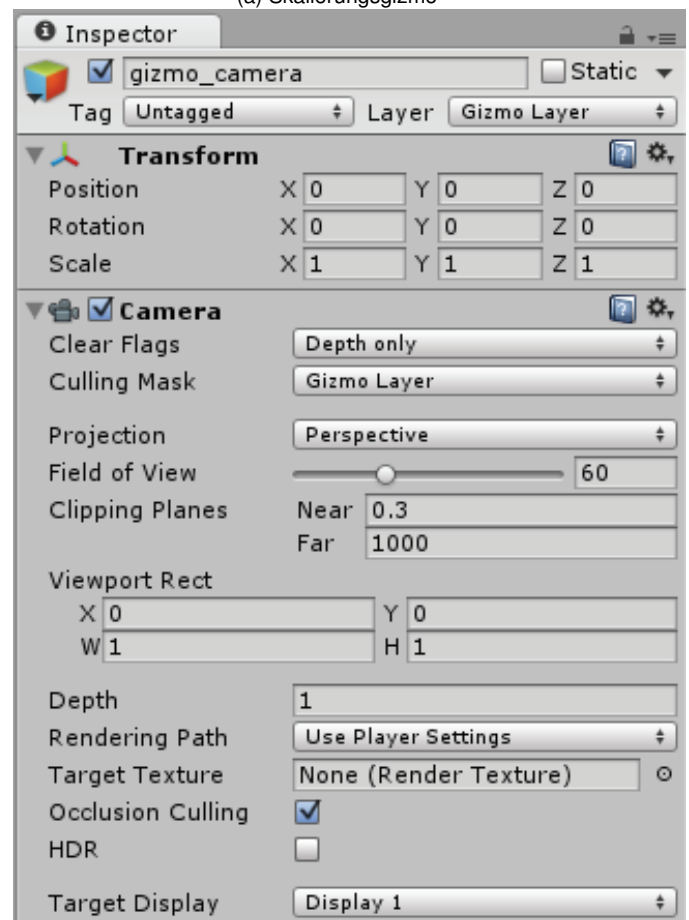 (a) Skalierungsgizmo
Inspector
gizmo_camera Static
Tag Untagged Layer Gizmo Layer
Transform
Position X 0 Y 0 Z 0
Rotation X 0 Y 0 Z 0
Scale X 1 Y 1 Z 1
Camera
Clear Flags Depth only
Culling Mask Gizmo Layer
Projection Perspective
Field of View 60
Clipping Planes Near 0.3
Far 1000
Viewport Rect
X 0 Y 0
W 1 H 1
Depth 1
Rendering Path Use Player Settings
Target Texture None (Render Texture)
Occlusion Culling
HDR
Target Display Display 1